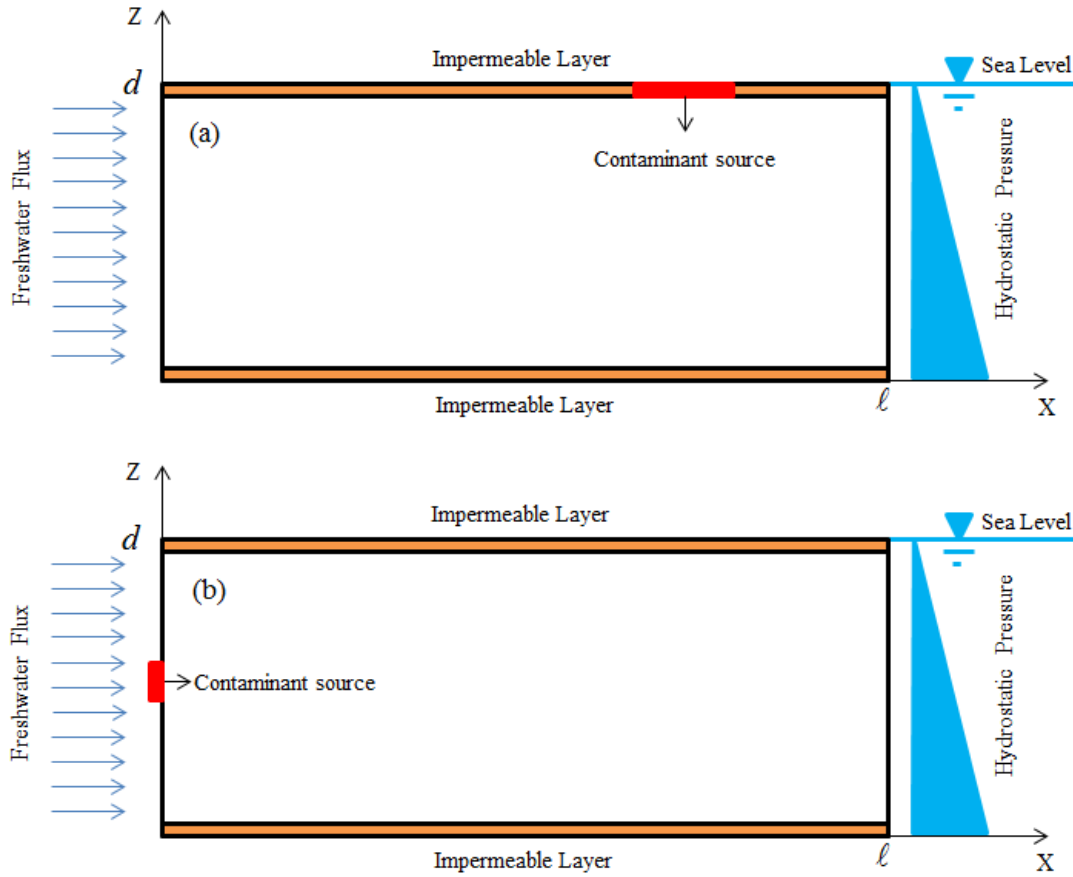 Z
Impermeable Layer
Sea Level
d
(a)
Contaminant source
Freshwater Flux
Hydrostatic Pressure
Impermeable Layer
ℓ
X
Z
Impermeable Layer
Sea Level
d
(b)
Contaminant source
Freshwater Flux
Hydrostatic Pressure
Impermeable Layer
ℓ
X